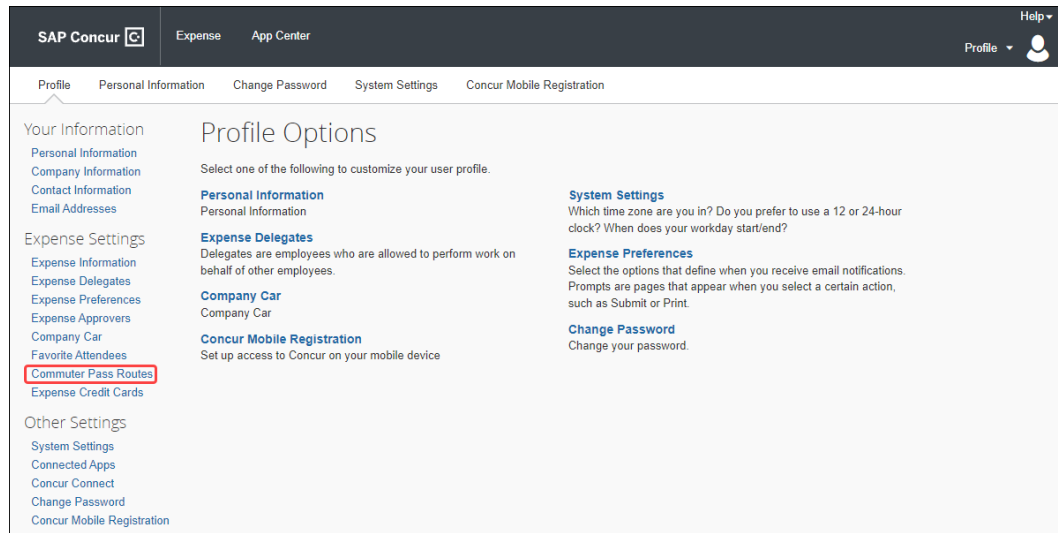 Help
SAP Concur
Expense
App Center
Profile
Profile
Personal Information
Change Password
System Settings
Concur Mobile Registration
Your Information
Personal Information
Company Information
Contact Information
Email Addresses
Expense Settings
Expense Information
Expense Delegates
Expense Preferences
Expense Approvers
Company Car
Favorite Attendees
Commuter Pass Routes
Expense Credit Cards
Other Settings
System Settings
Connected Apps
Concur Connect
Change Password
Concur Mobile Registration
Profile Options
Select one of the following to customize your user profile.
Personal Information
Personal Information
Expense Delegates
Delegates are employees who are allowed to perform work on
behalf of other employees.
Company Car
Company Car
Concur Mobile Registration
Set up access to Concur on your mobile device
System Settings
Which time zone are you in? Do you prefer to use a 12 or 24-hour
clock? When does your workday start/end?
Expense Preferences
Select the options that define when you receive email notifications.
Prompts are pages that appear when you select a certain action,
such as Submit or Print.
Change Password
Change your password.